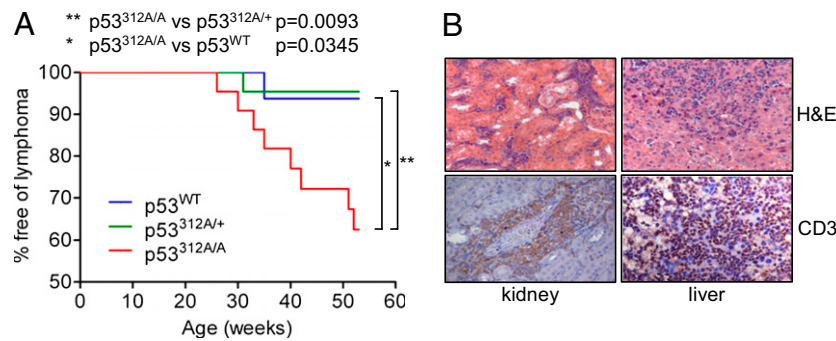 A
** p53312A/A vs p53312A/+ p=0.0093
* p53312A/A vs p53WT p=0.0345
% free of lymphoma
100
90
80
70
60
50
0
10
20
30
40
50
60
Age (weeks)
p53WT
p53312A/+
p53312A/A
*
**
B
H&E
CD3
kidney
liver